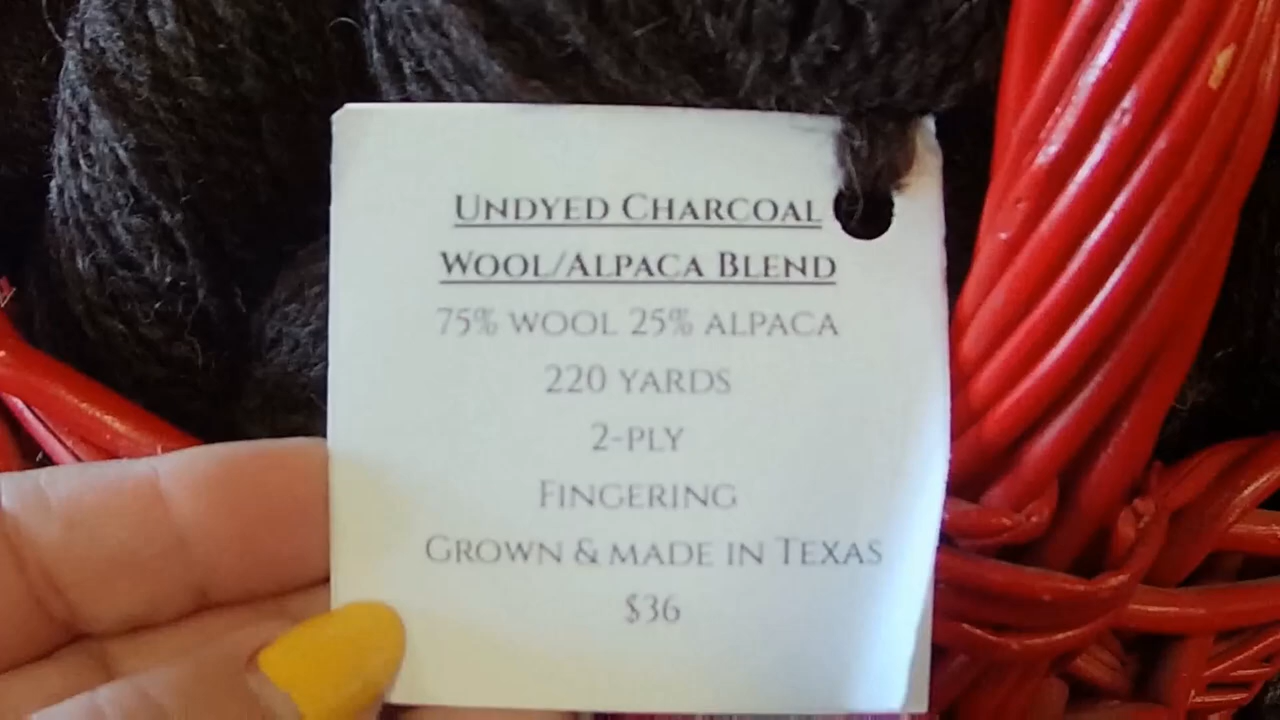 Undyed Charcoal
Wool/Alpaca Blend
75% wool 25% alpaca
220 yards
2-ply
Fingering
Grown & made in Texas
$36